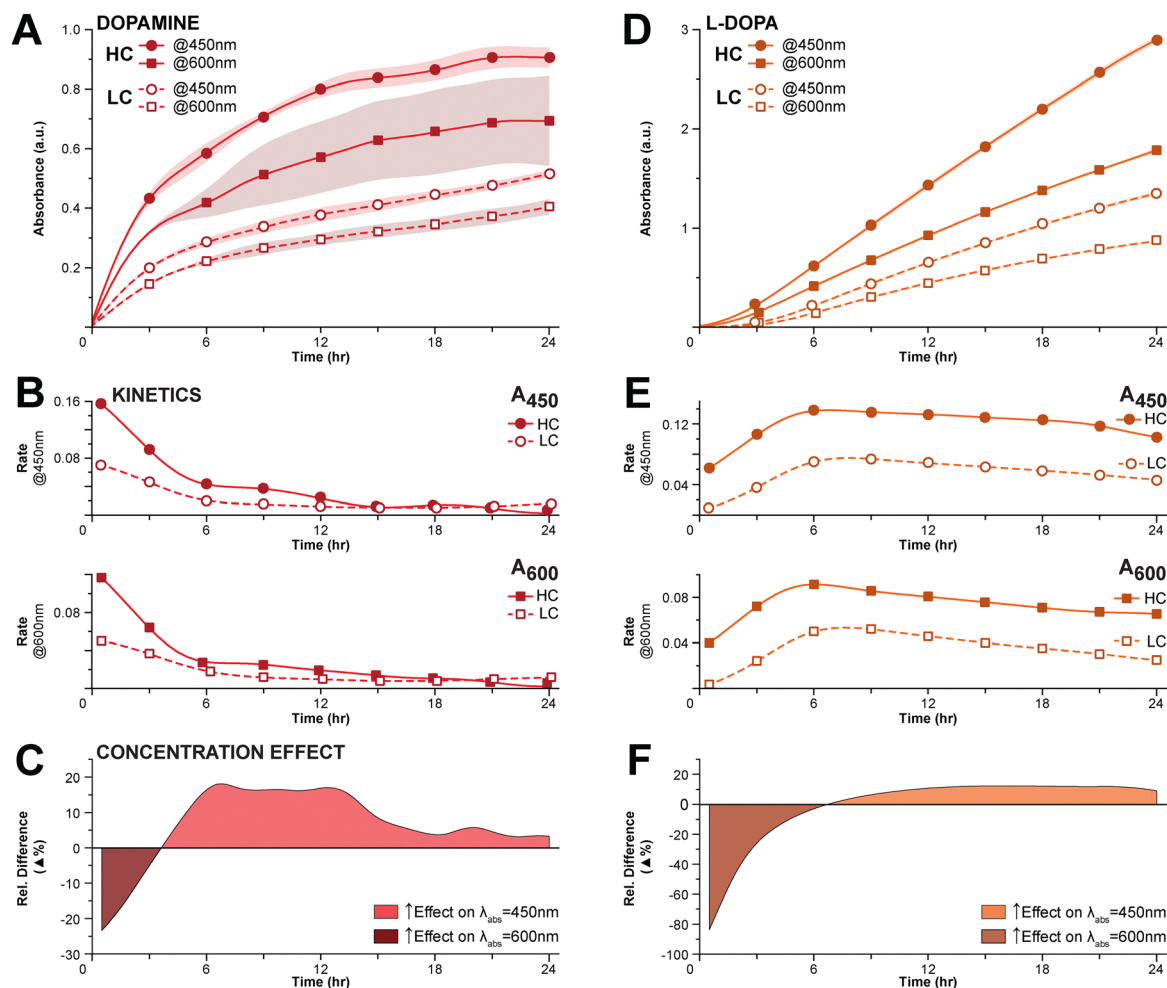 A
DOPAMINE
HC
@450nm
@600nm
LC
@450nm
@600nm
Absorbance (a.u.)
1.0
0.8
0.6
0.4
0.2
0
6
12
18
24
Time (hr)
B
KINETICS
A450
HC
LC
Rate
@450nm
0.16
0.08
0
6
12
18
24
Time (hr)
A600
HC
LC
Rate
@600nm
0.08
0
6
12
18
24
Time (hr)
C
CONCENTRATION EFFECT
Rel. Difference
(▲%)
20
10
0
-10
-20
-30
↑Effect on λabs=450nm
↑Effect on λabs=600nm
0
6
12
18
24
Time (hr)
D
L-DOPA
HC
@450nm
@600nm
LC
@450nm
@600nm
Absorbance (a.u.)
3
2
1
0
6
12
18
24
Time (hr)
E
A450
HC
LC
Rate
@450nm
0.12
0.04
0
6
12
18
24
Time (hr)
A600
HC
LC
Rate
@600nm
0.08
0.04
0
6
12
18
24
Time (hr)
F
Rel. Difference
(▲%)
20
0
-20
-40
-60
-80
-100
↑Effect on λabs=450nm
↑Effect on λabs=600nm
0
6
12
18
24
Time (hr)